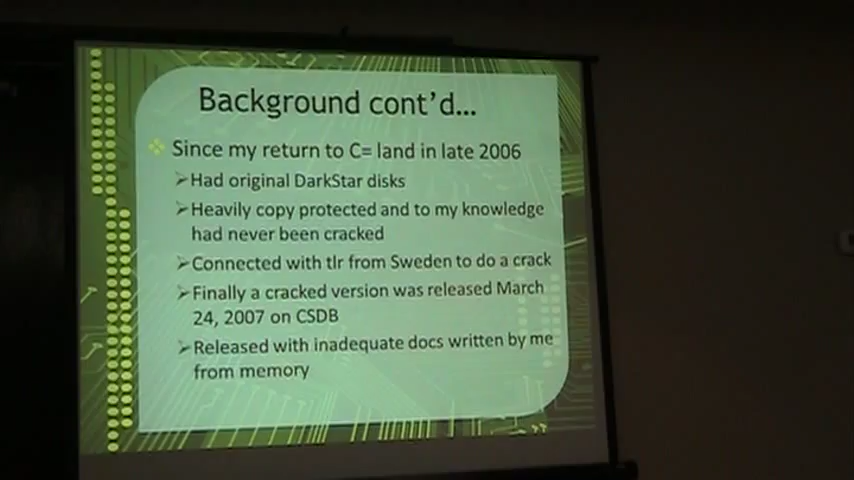 Background cont'd...
Since my return to C= land in late 2006
Had original DarkStar disks
Heavily copy protected and to my knowledge
had never been cracked
Connected with tlr from Sweden to do a crack
Finally a cracked version was released March
24, 2007 on CSDB
Released with inadequate docs written by me
from memory